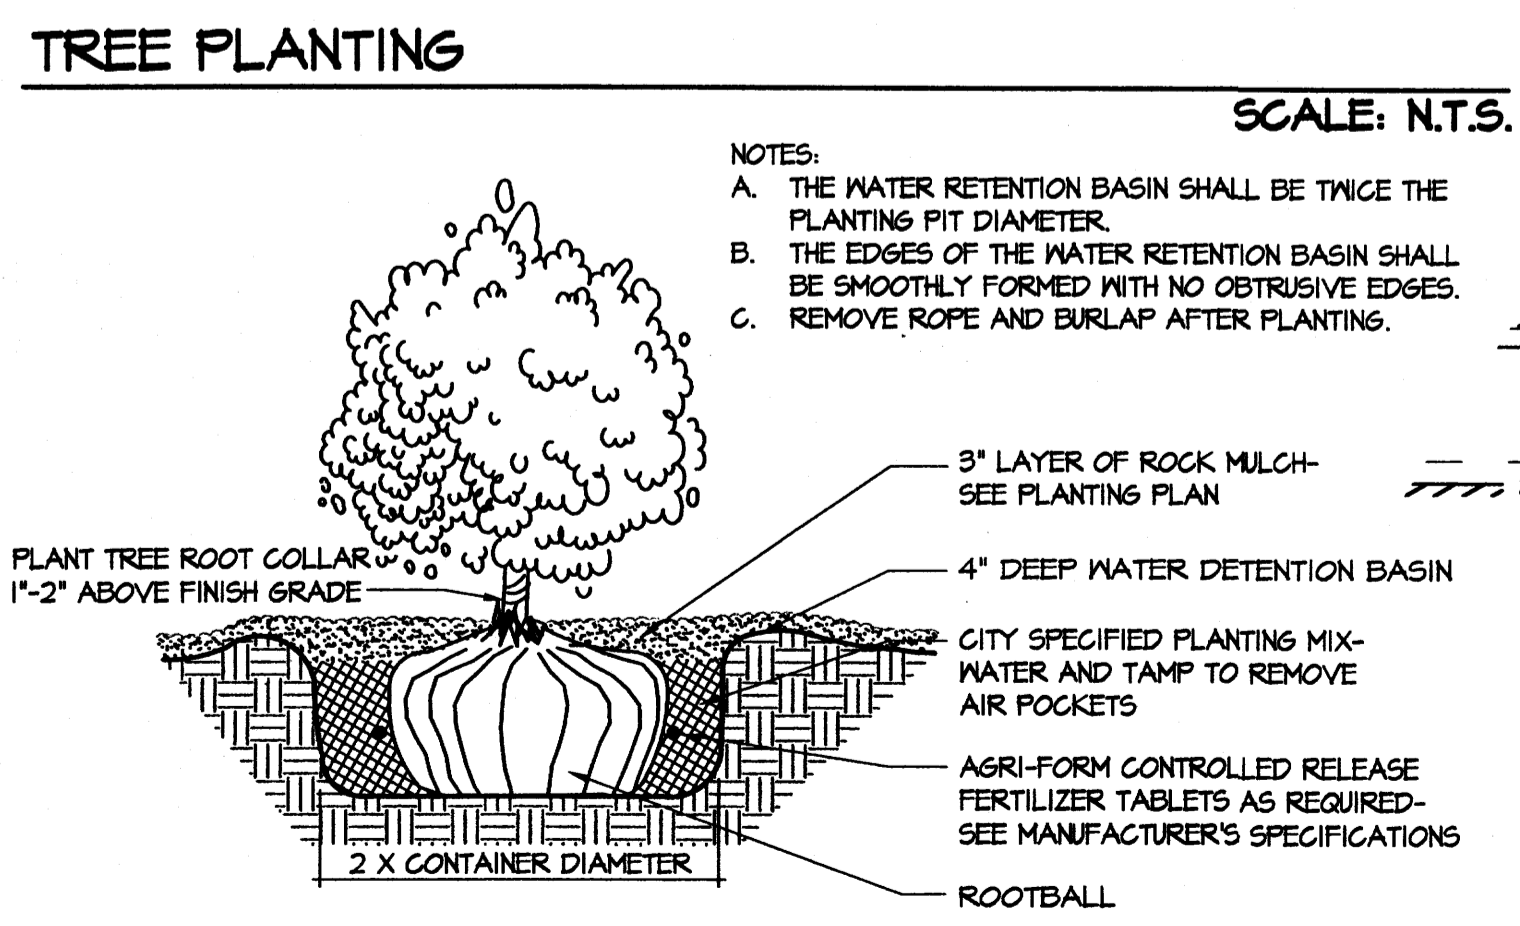 TREE PLANTING
SCALE: N.T.S.
NOTES:
A. THE WATER RETENTION BASIN SHALL BE TWICE THE
PLANTING PIT DIAMETER.
B. THE EDGES OF THE WATER RETENTION BASIN SHALL
BE SMOOTHLY FORMED WITH NO OBTRUSIVE EDGES.
C. REMOVE ROPE AND BURLAP AFTER PLANTING.
3" LAYER OF ROCK MULCH-
SEE PLANTING PLAN
PLANT TREE ROOT COLLAR
1"-2" ABOVE FINISH GRADE
4" DEEP WATER DETENTION BASIN
CITY SPECIFIED PLANTING MIX-
WATER AND TAMP TO REMOVE
AIR POCKETS
AGRI-FORM CONTROLLED RELEASE
FERTILIZER TABLETS AS REQUIRED-
SEE MANUFACTURER'S SPECIFICATIONS
2 X CONTAINER DIAMETER
ROOTBALL